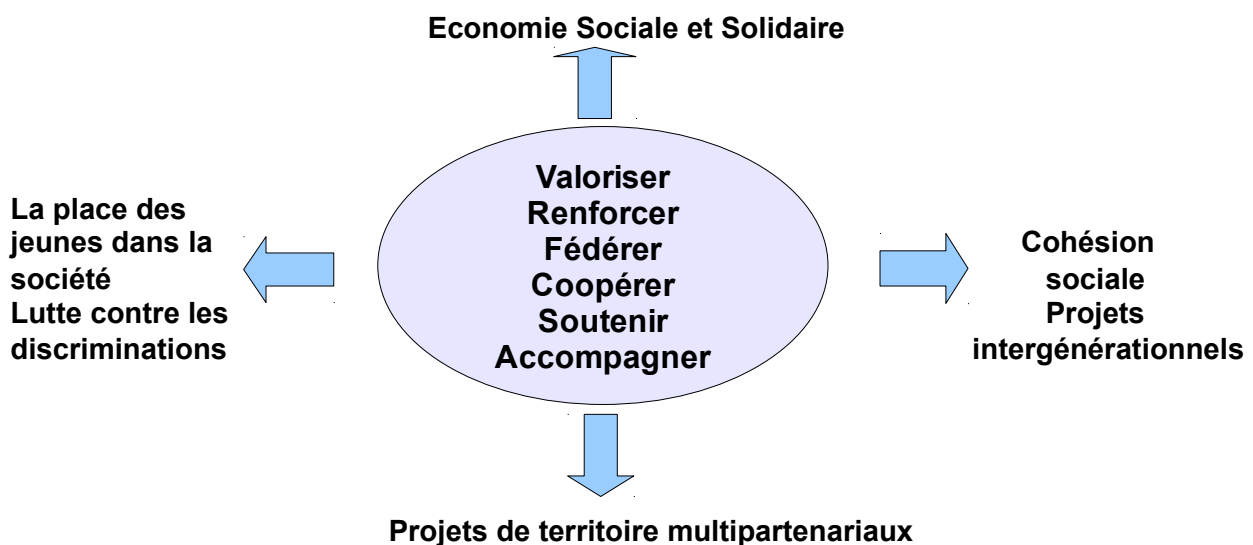 Economie Sociale et Solidaire
Valoriser
Renforcer
Fédérer
Coopérer
Soutenir
Accompagner
La place des
jeunes dans la
société
Lutte contre les
discriminations
Cohésion
sociale
Projets
intergénérationnels
Projets de territoire multipartenariaux